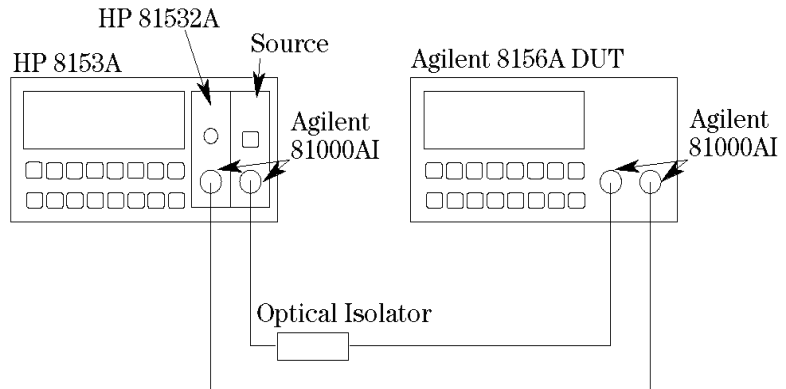 HP 81532A
Source
HP 8153A
Agilent 8156A DUT
Agilent
81000AI
Agilent
81000AI
Optical Isolator